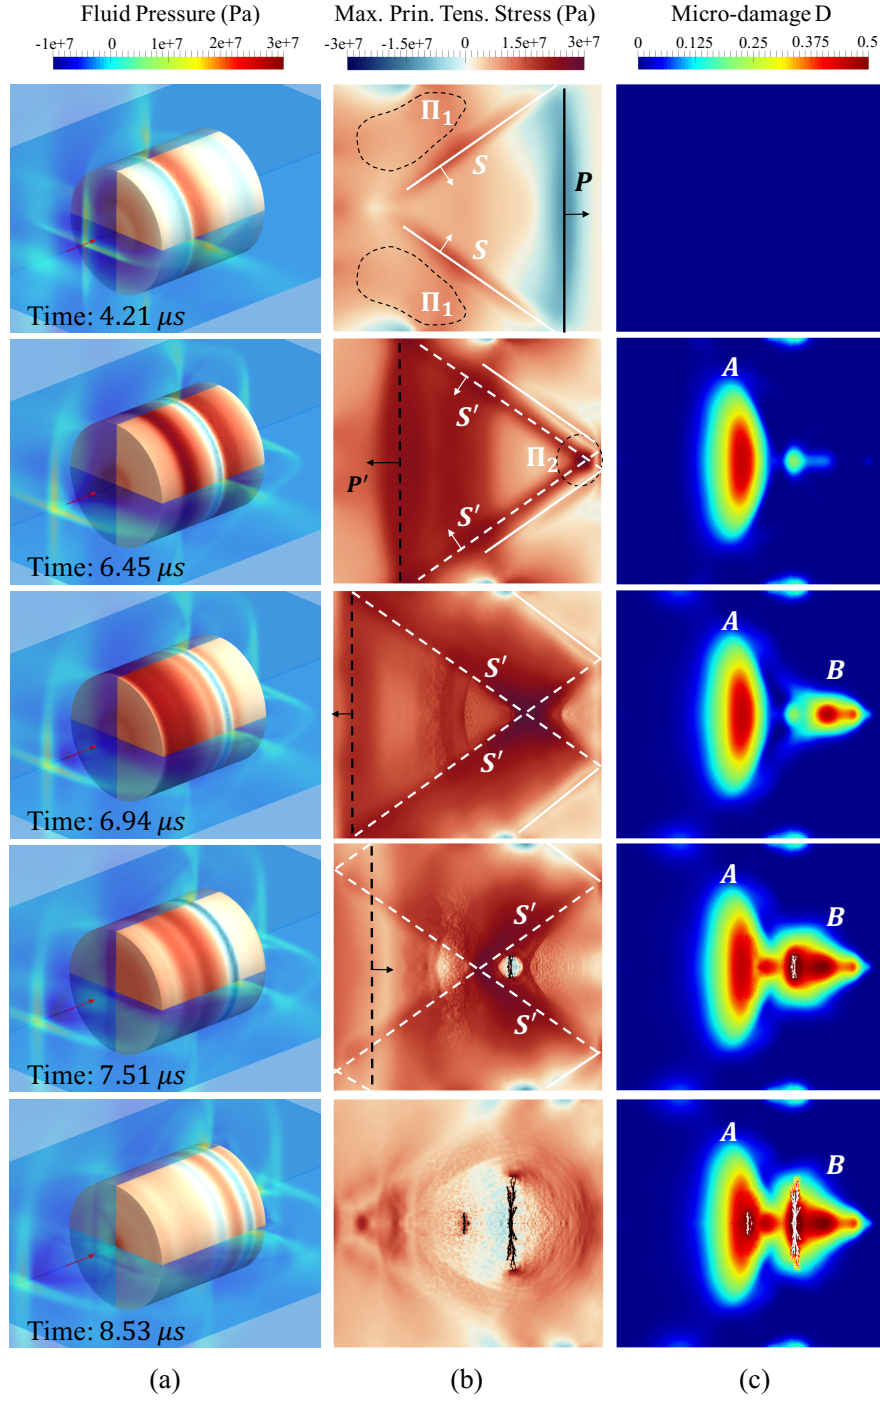 Fluid Pressure (Pa)
-1e+7 0 1e+7 2e+7 3e+7
Max. Prin. Tens. Stress (Pa)
-3e+7 -1.5e+7 0 1.5e+7 3e+7
Micro-damage D
0 0.125 0.25 0.375 0.5
Time: 4.21 μs
Π₁
S
P
S
Π₁
Time: 6.45 μs
S′
Π₂
P′
S′
A
Time: 6.94 μs
S′
S′
A
B
Time: 7.51 μs
S′
S′
A
B
Time: 8.53 μs
A
B
(a)
(b)
(c)